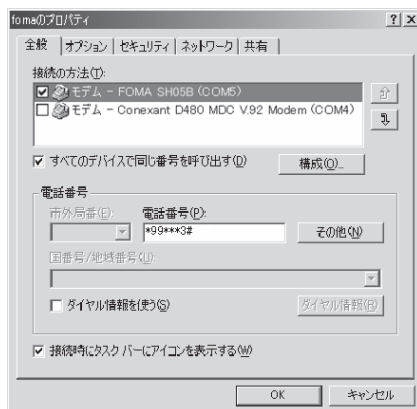 fomaのプロパティ
全般 オプション セキュリティ ネットワーク 共有
接続の方法(T):
モデム - FOMA SH05B (COM5)
モデム - Conexant D480 MDC V.92 Modem (COM4)
すべてのデバイスで同じ番号を呼び出す(D) 構成(O)...
電話番号
市外局番(E): 電話番号(P):
*99***3# その他(N)
国番号/地域番号(U):
ダイヤル情報を使う(S) ダイヤル情報(R)
接続時にタスク バーにアイコンを表示する(W)
OK キャンセル